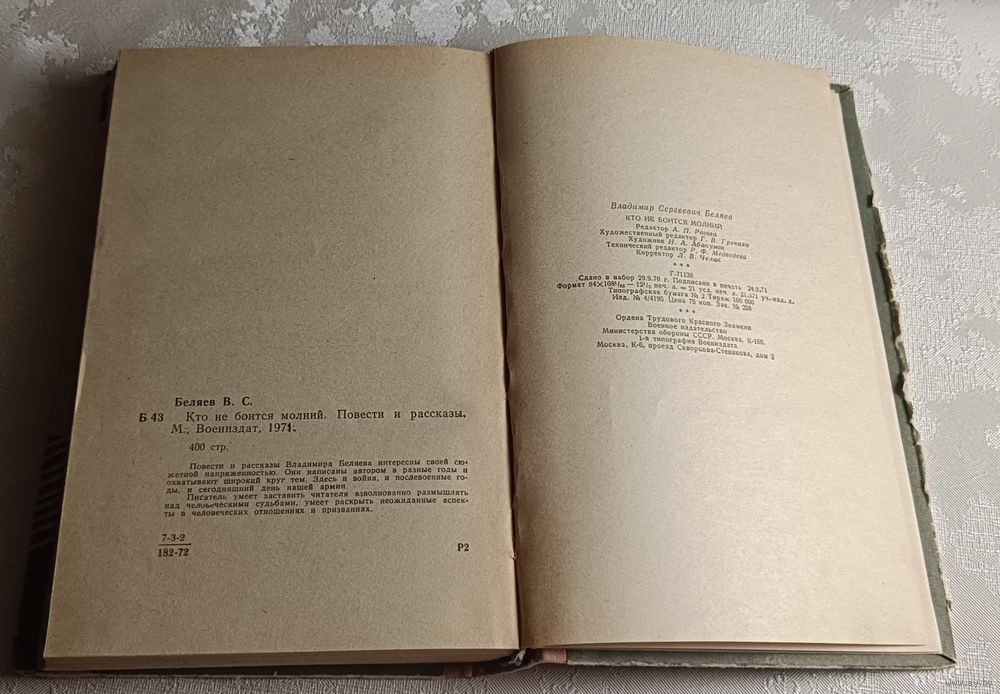 Беляев В. С.
Б 43 Кто не боится молний. Повести и рассказы.
М., Воениздат, 1971.
400 стр.
Повести и рассказы Владимира Беляева интересны своей сю-
жетной напряженностью. Они написаны автором в разные годы и
охватывают широкий круг тем. Здесь и война, и послевоенные го-
ды, и сегодняшний день нашей армии.
Писатель умеет заставить читателя взволнованно размышлять
над человеческими судьбами, умеет раскрыть неожиданные аспек-
ты в человеческих отношениях и призваниях.
7-3-2
182-72
Р2
Владимир Сергеевич Беляев
КТО НЕ БОИТСЯ МОЛНИЙ
Редактор А. П. Рогова
Художественный редактор Г. В. Гречихо
Художник Н. А. Абакумов
Технический редактор Р. Ф. Медведева
Корректор Л. В. Челак
* * *
Г-71138
Сдано в набор 29.9.70 г. Подписано в печать 24.5.71
Формат 84×108¹/₃₂ — 12¹/₂ печ. л. = 21 усл. печ. л. 21,374 уч.-изд. л.
Типографская бумага № 2 Тираж 100 000
Изд. № 4/4195 Цена 75 коп. Зак. № 258
* * *
Ордена Трудового Красного Знамени
Военное издательство
Министерства обороны СССР. Москва, К-160.
1-я типография Воениздата
Москва, К-6, проезд Скворцова-Степанова, дом 3